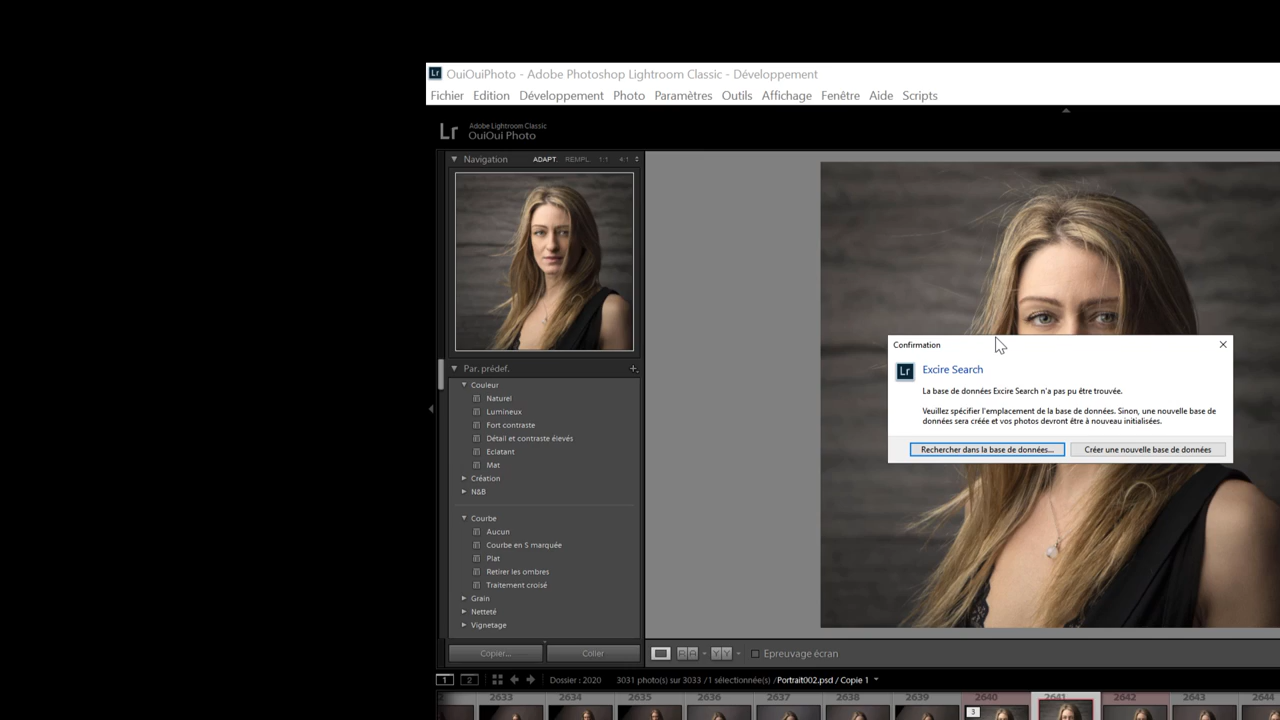 OuiOuiPhoto - Adobe Photoshop Lightroom Classic - Développement
Fichier Edition Développement Photo Paramètres Outils Affichage Fenêtre Aide Scripts
Lr Adobe Lightroom Classic
OuiOui Photo
Navigation ADAPT. REMPL. 1:1 4:1
Par. prédef.
Couleur
Naturel
Lumineux
Fort contraste
Détail et contraste élevés
Eclatant
Mat
Création
N&B
Courbe
Aucun
Courbe en S marquée
Plat
Retirer les ombres
Traitement croisé
Grain
Netteté
Vignetage
Copier... Coller
Confirmation
Lr Excire Search
La base de données Excire Search n'a pas pu être trouvée.
Veuillez spécifier l'emplacement de la base de données. Sinon, une nouvelle base de
données sera créée et vos photos devront être à nouveau initialisées.
Rechercher dans la base de données... Créer une nouvelle base de données
Epreuvage écran
1 2 Dossier : 2020 3031 photo(s) sur 3033 /1 sélectionnée(s) /Portrait002.psd / Copie 1
2633 2634 2635 2636 2637 2638 2639 2640 2641 2642 2643 2644
3